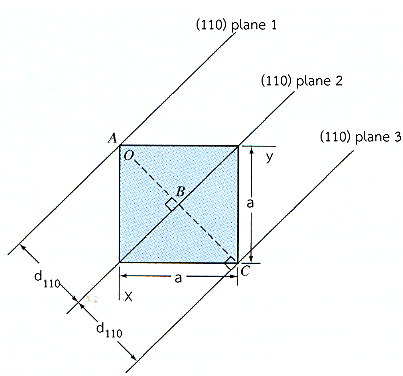 (110) plane 1
(110) plane 2
(110) plane 3
A
O
y
B
a
C
a
X
d110
d110